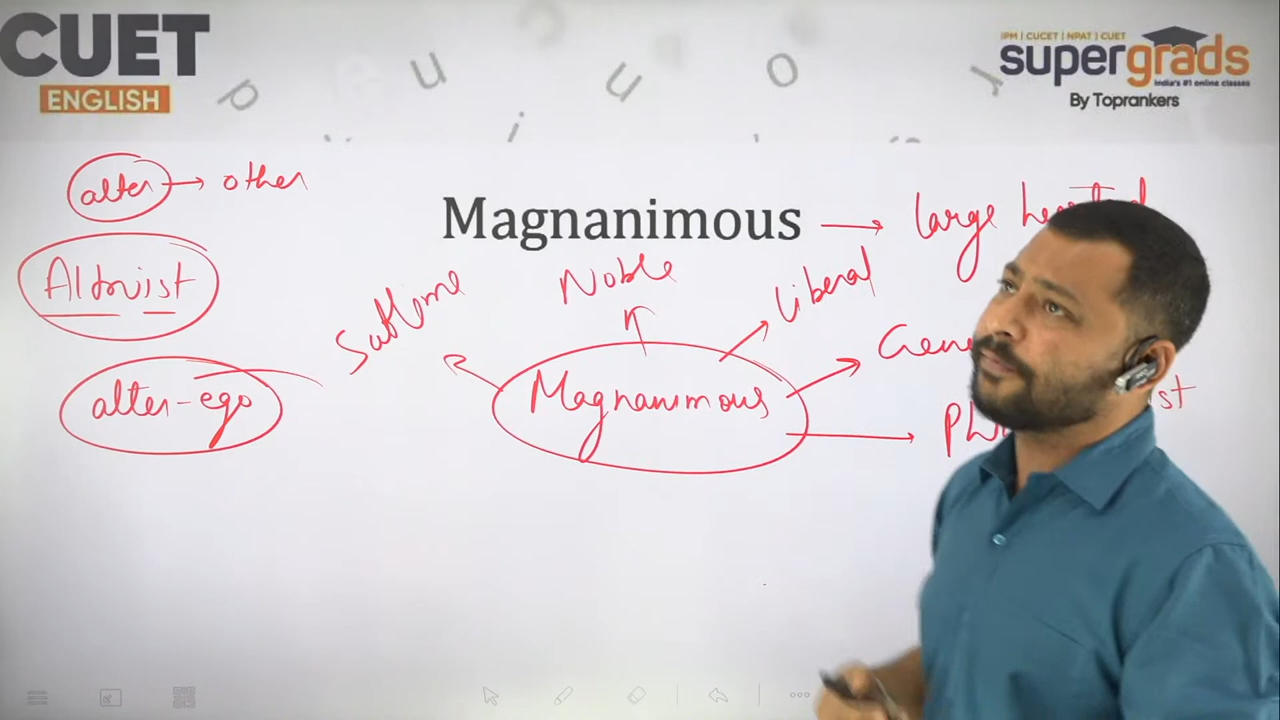 CUET
ENGLISH
IPM | CUCET | NPAT | CUET
supergrads
India's #1 online classes
By Toprankers
alter → other
Magnanimous → large
Altruist
Sublime
Noble
Liberal
alter-ego
Magnanimous